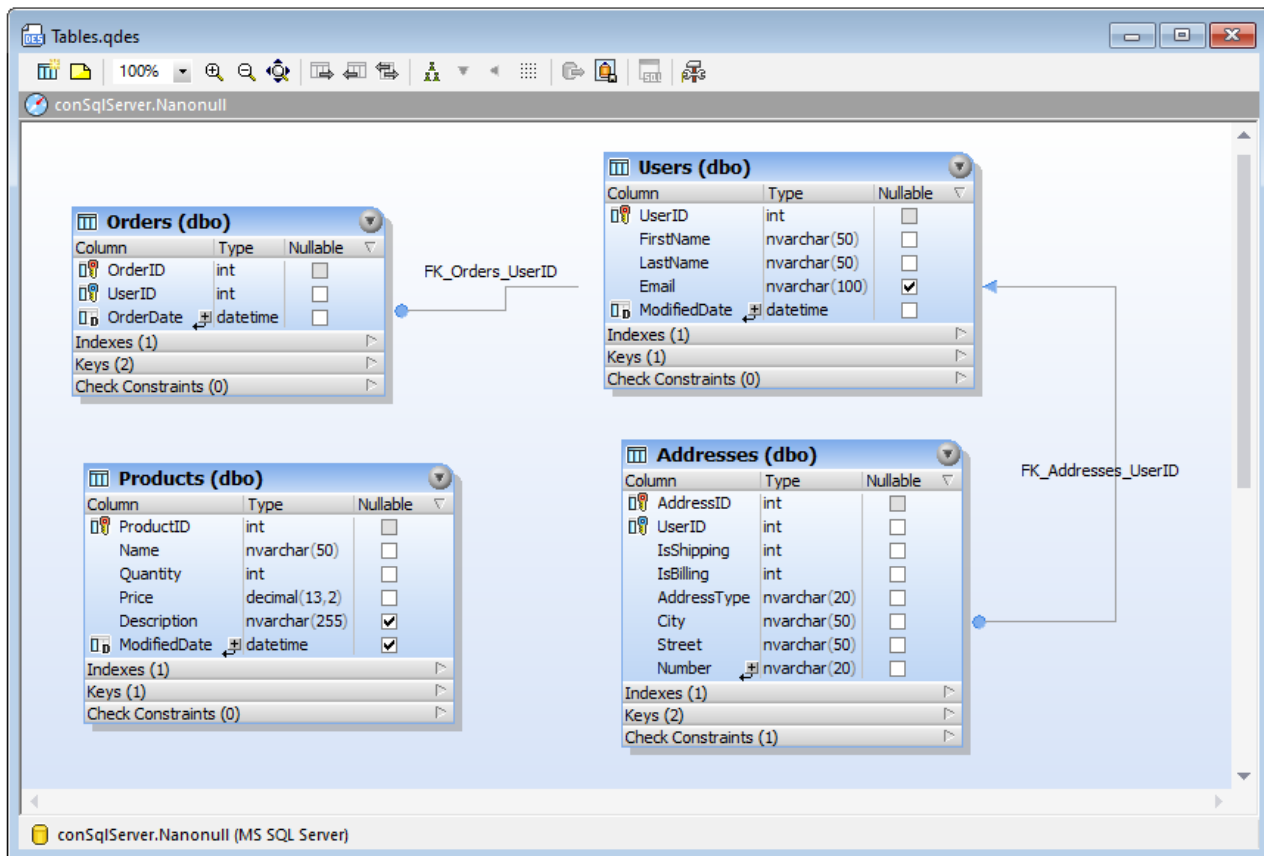 Tables.qdes
100%
conSqlServer.Nanonull
Orders (dbo)
Column Type Nullable
OrderID int
UserID int
OrderDate datetime
Indexes (1)
Keys (2)
Check Constraints (0)
FK_Orders_UserID
Users (dbo)
Column Type Nullable
UserID int
FirstName nvarchar(50)
LastName nvarchar(50)
Email nvarchar(100)
ModifiedDate datetime
Indexes (1)
Keys (1)
Check Constraints (0)
Products (dbo)
Column Type Nullable
ProductID int
Name nvarchar(50)
Quantity int
Price decimal(13,2)
Description nvarchar(255)
ModifiedDate datetime
Indexes (1)
Keys (1)
Check Constraints (0)
Addresses (dbo)
Column Type Nullable
AddressID int
UserID int
IsShipping int
IsBilling int
AddressType nvarchar(20)
City nvarchar(50)
Street nvarchar(50)
Number nvarchar(20)
Indexes (1)
Keys (2)
Check Constraints (1)
FK_Addresses_UserID
conSqlServer.Nanonull (MS SQL Server)